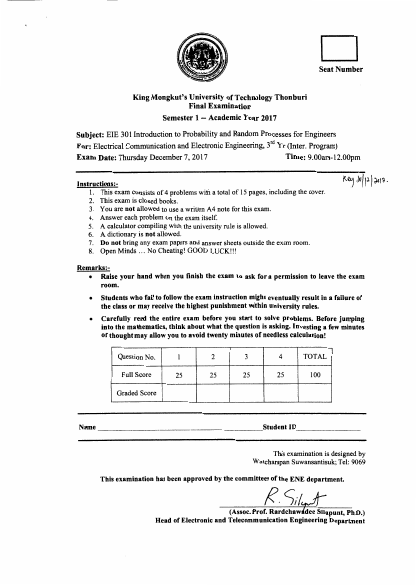 Seat Number
King Mongkut's University of Technology Thonburi
Final Examination
Semester 1 -- Academic Year 2017
Subject: EIE 301 Introduction to Probability and Random Processes for Engineers
For: Electrical Communication and Electronic Engineering, 3rd Yr (Inter. Program)
Exam Date: Thursday December 7, 2017 Time: 9.00am-12.00pm
Instructions:-
1. This exam consists of 4 problems with a total of 15 pages, including the cover.
2. This exam is closed books.
3. You are not allowed to use a written A4 note for this exam.
4. Answer each problem on the exam itself.
5. A calculator compiling with the university rule is allowed.
6. A dictionary is not allowed.
7. Do not bring any exam papers and answer sheets outside the exam room.
8. Open Minds … No Cheating! GOOD LUCK!!!
Remarks:-
• Raise your hand when you finish the exam to ask for a permission to leave the exam
room.
• Students who fail to follow the exam instruction might eventually result in a failure of
the class or may receive the highest punishment within university rules.
• Carefully read the entire exam before you start to solve problems. Before jumping
into the mathematics, think about what the question is asking. Investing a few minutes
of thought may allow you to avoid twenty minutes of needless calculation!
Question No. 1 2 3 4 TOTAL
Full Score 25 25 25 25 100
Graded Score
Name Student ID
This examination is designed by
Watcharapan Suwansantisuk; Tel: 9069
This examination has been approved by the committees of the ENE department.
(Assoc. Prof. Rardchawadee Silapunt, Ph.D.)
Head of Electronic and Telecommunication Engineering Department